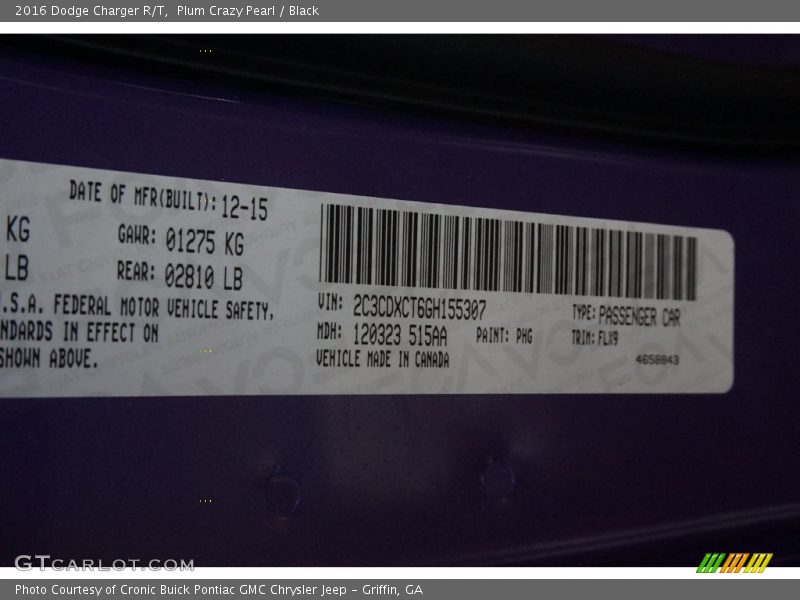 2016 Dodge Charger R/T, Plum Crazy Pearl / Black
DATE OF MFR(BUILT): 12-15
KG GAWR: 01275 KG
LB REAR: 02810 LB
.S.A. FEDERAL MOTOR VEHICLE SAFETY,
NDARDS IN EFFECT ON
SHOWN ABOVE.
VIN: 2C3CDXCT6GH155307 TYPE: PASSENGER CAR
MDH: 120323 515AA PAINT: PHG TRIM: FLX9
VEHICLE MADE IN CANADA 4658843
GTCARLOT.COM
Photo Courtesy of Cronic Buick Pontiac GMC Chrysler Jeep – Griffin, GA